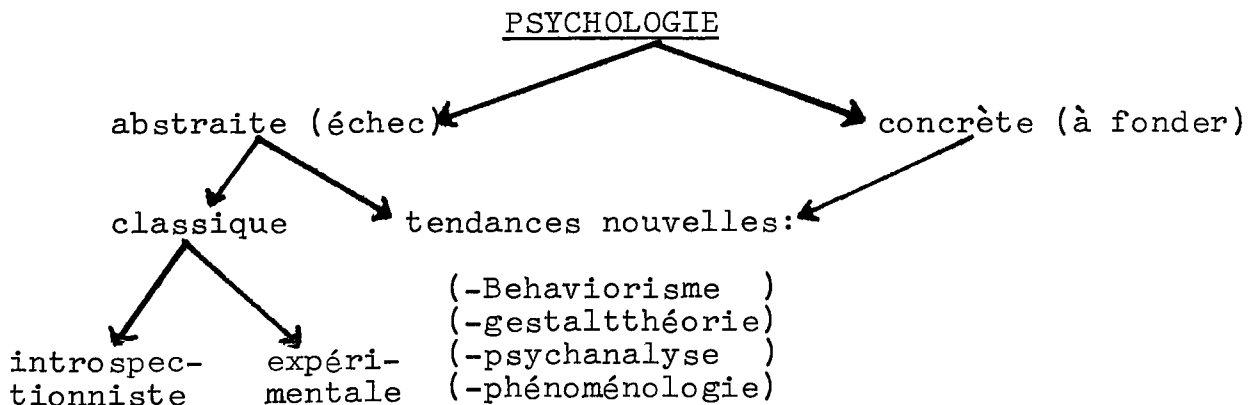 PSYCHOLOGIE
abstraite (échec) concrète (à fonder)
classique tendances nouvelles:
(-Behaviorisme )
(-gestaltthéorie)
introspec- expéri- (-psychanalyse )
tionniste mentale (-phénoménologie)